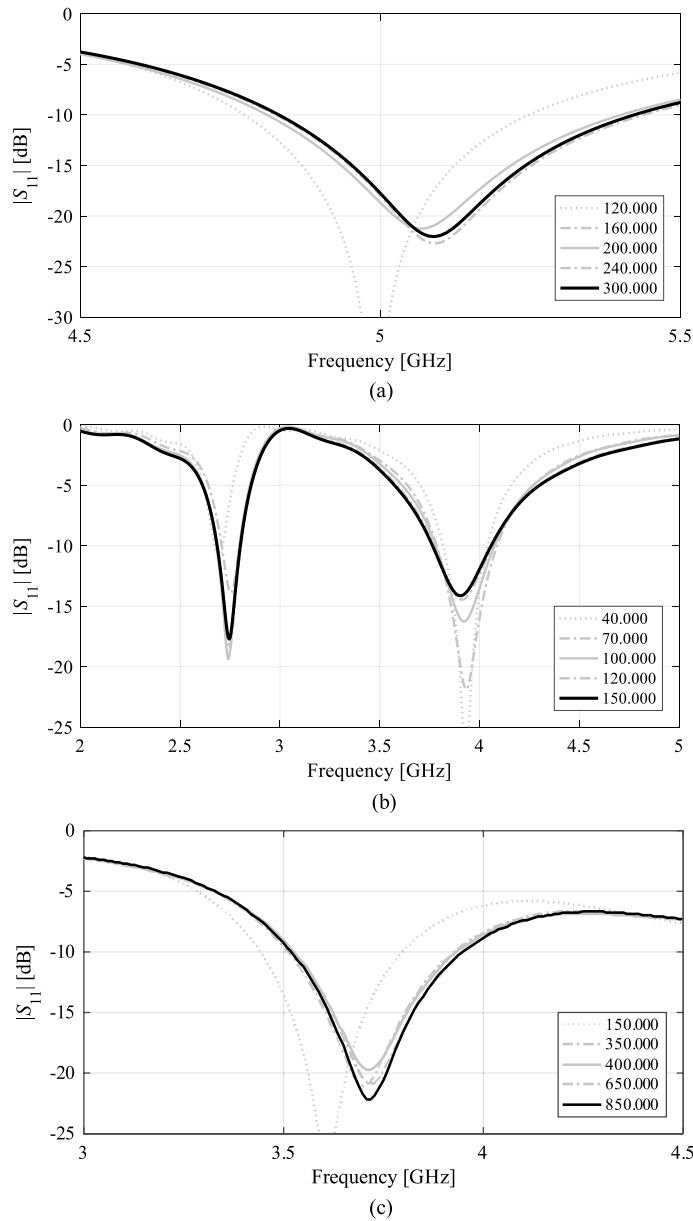 0
-5
-10
-15
-20
-25
-30
|S11| [dB]
120.000
160.000
200.000
240.000
300.000
4.5 5 5.5
Frequency [GHz]
(a)
0
-5
-10
-15
-20
-25
|S11| [dB]
40.000
70.000
100.000
120.000
150.000
2 2.5 3 3.5 4 4.5 5
Frequency [GHz]
(b)
0
-5
-10
-15
-20
-25
|S11| [dB]
150.000
350.000
400.000
650.000
850.000
3 3.5 4 4.5
Frequency [GHz]
(c)